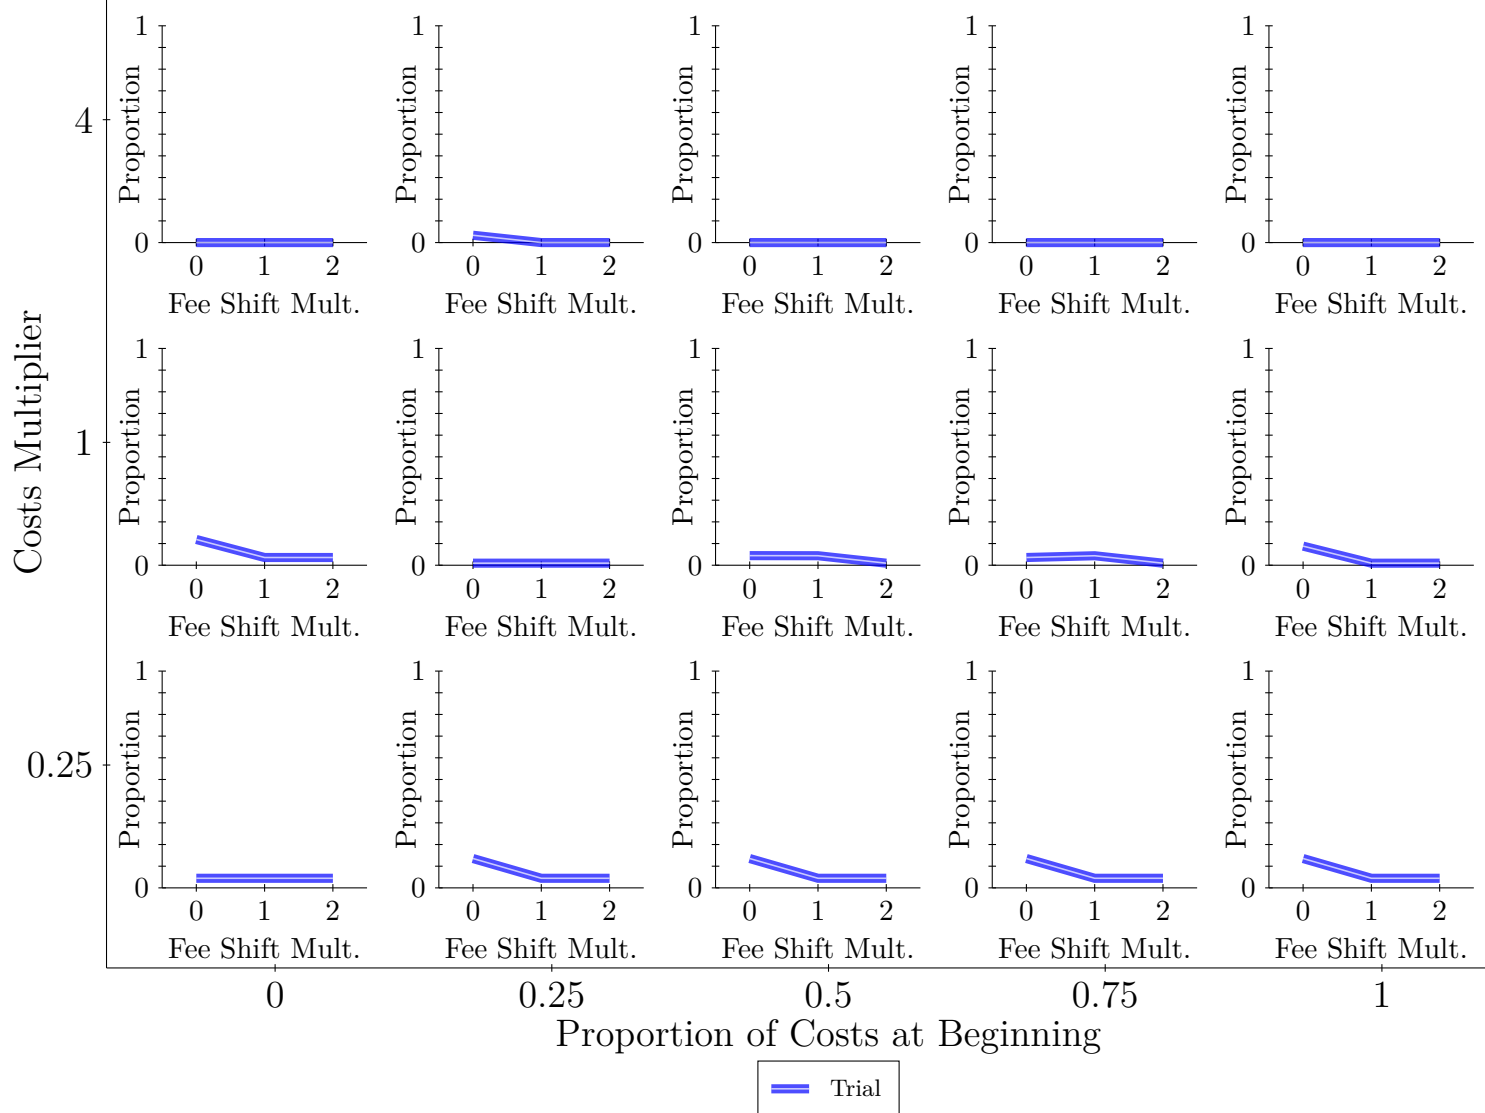 1 1 1 1 1
Proportion Proportion Proportion Proportion Proportion
4
0 0 0 0 0
0 1 2 0 1 2 0 1 2 0 1 2 0 1 2
Fee Shift Mult. Fee Shift Mult. Fee Shift Mult. Fee Shift Mult. Fee Shift Mult.
Costs Multiplier
1 1 1 1 1
Proportion Proportion Proportion Proportion Proportion
1
0 0 0 0 0
0 1 2 0 1 2 0 1 2 0 1 2 0 1 2
Fee Shift Mult. Fee Shift Mult. Fee Shift Mult. Fee Shift Mult. Fee Shift Mult.
1 1 1 1 1
Proportion Proportion Proportion Proportion Proportion
0.25
0 0 0 0 0
0 1 2 0 1 2 0 1 2 0 1 2 0 1 2
Fee Shift Mult. Fee Shift Mult. Fee Shift Mult. Fee Shift Mult. Fee Shift Mult.
0 0.25 0.5 0.75 1
Proportion of Costs at Beginning
Trial